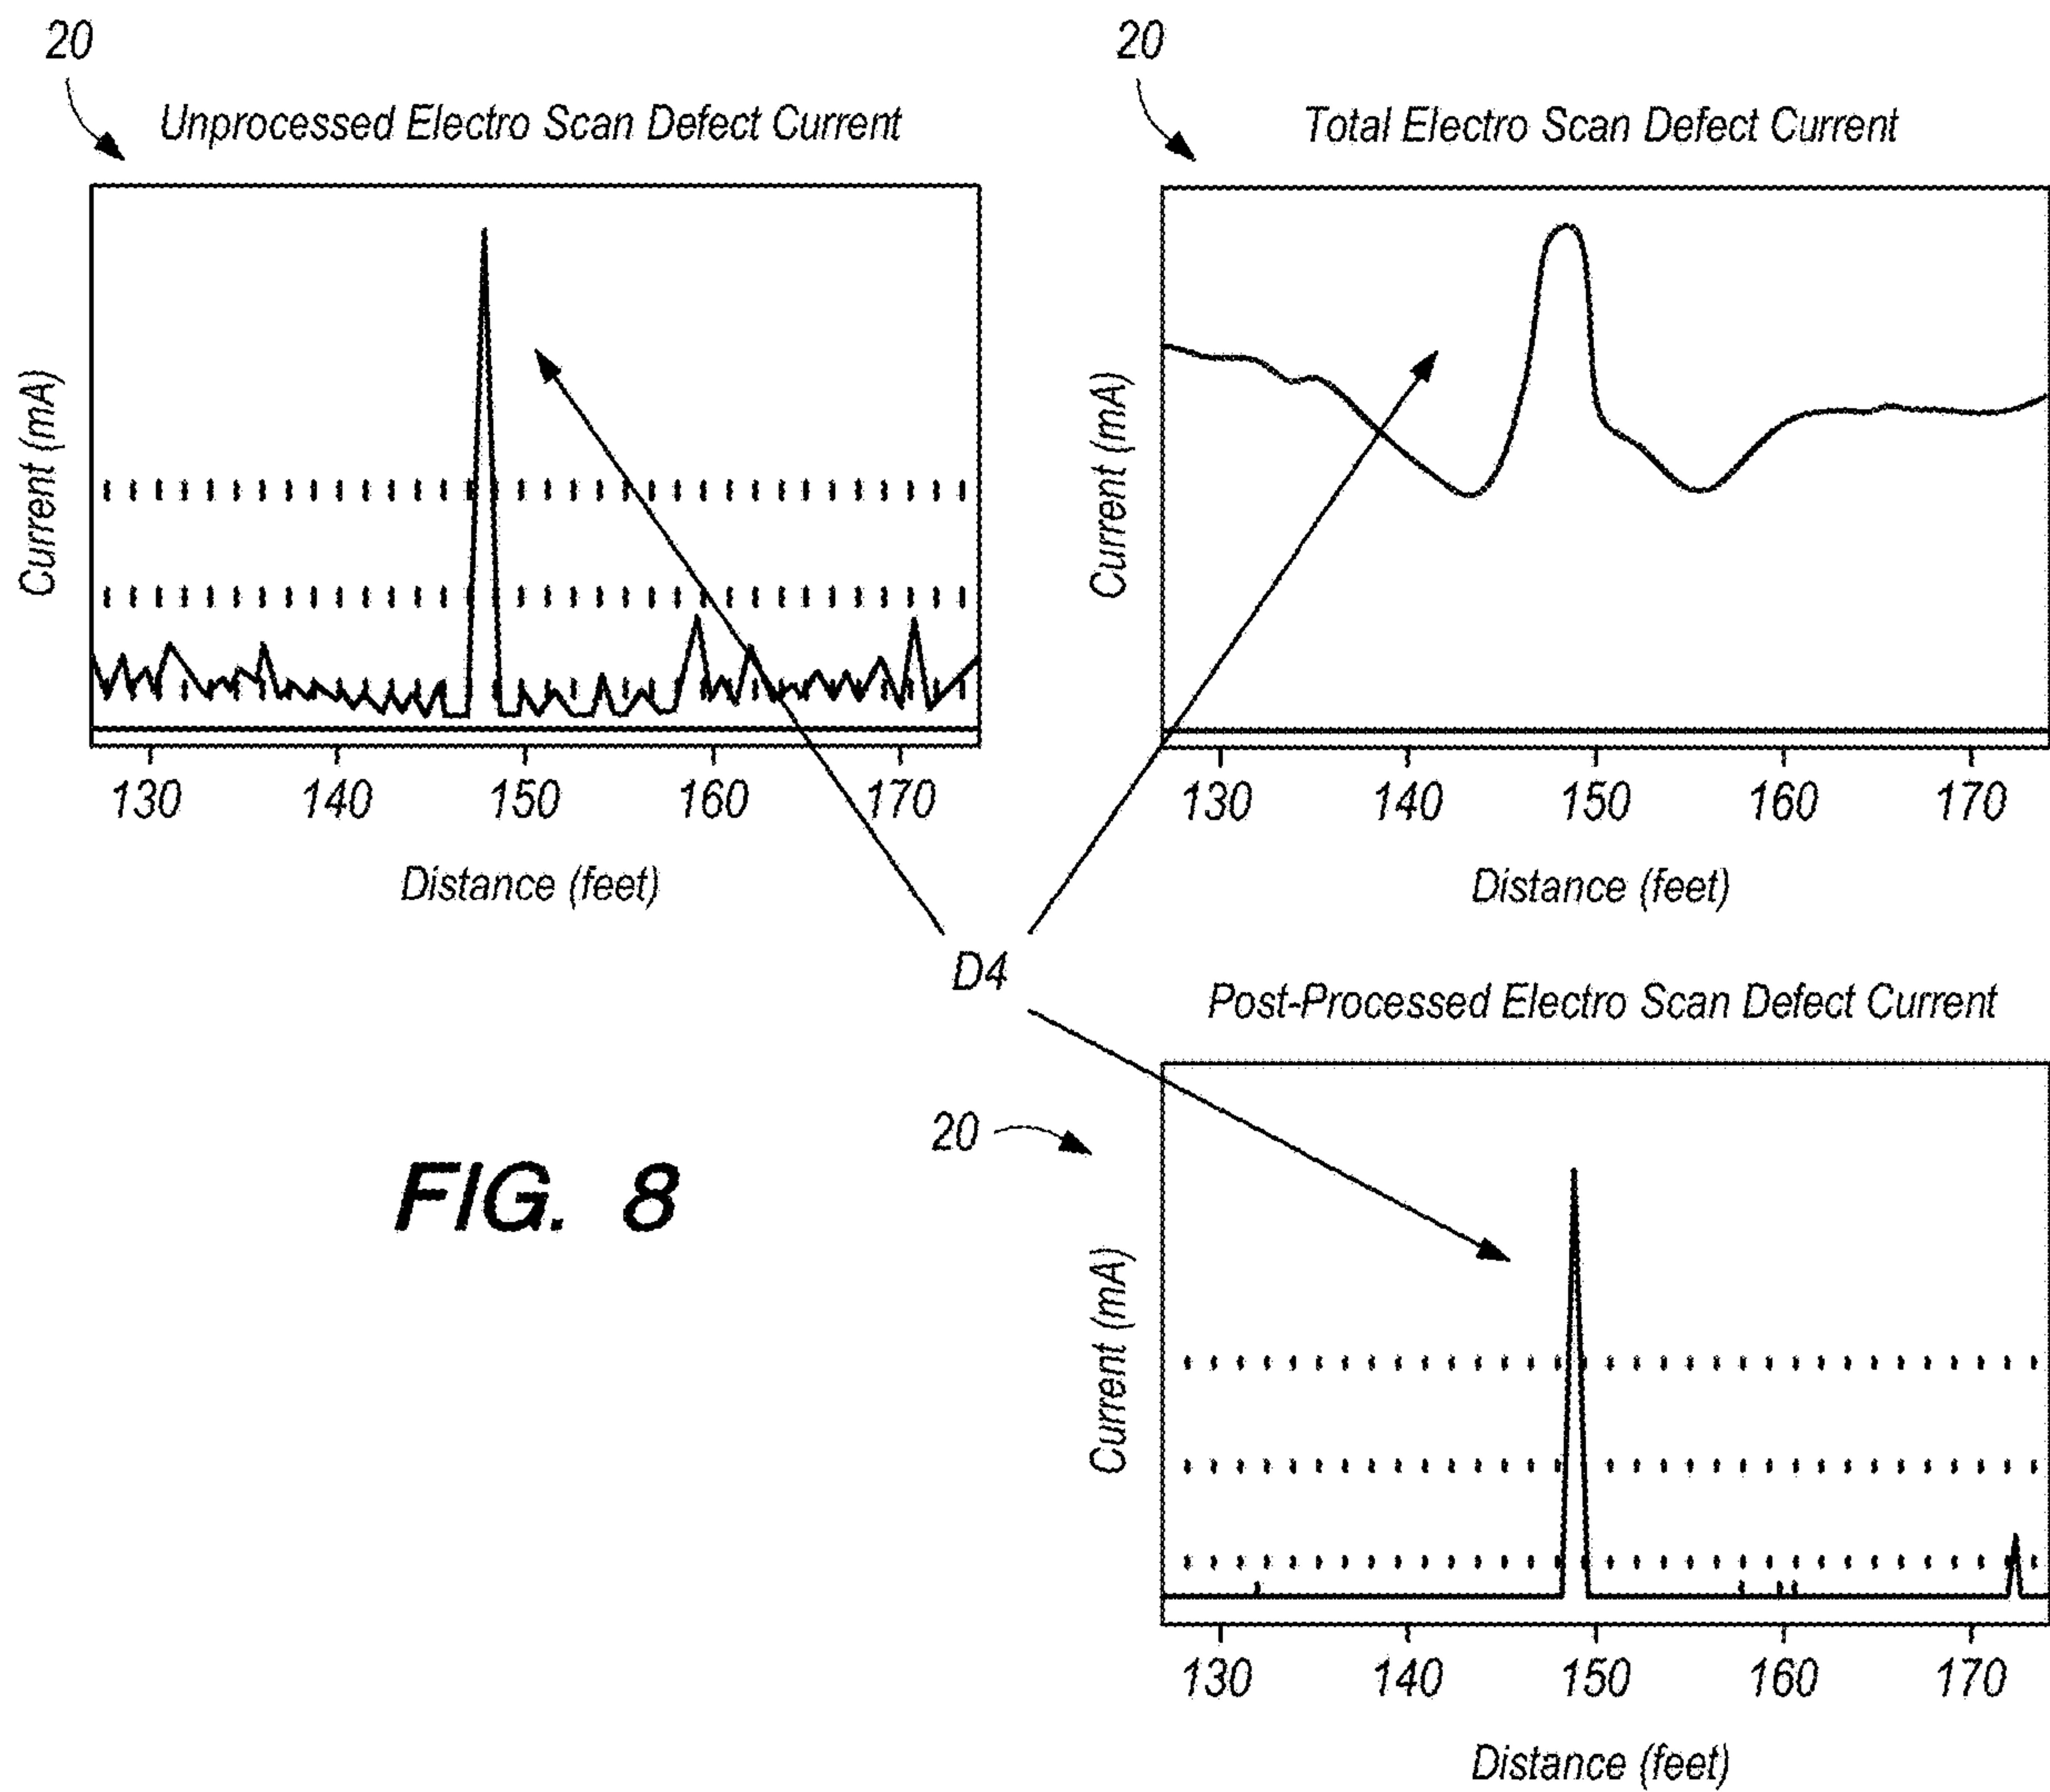 20
Unprocessed Electro Scan Defect Current
Current (mA)
130 140 150 160 170
Distance (feet)
20
Total Electro Scan Defect Current
Current (mA)
130 140 150 160 170
Distance (feet)
D4
Post-Processed Electro Scan Defect Current
20
Current (mA)
130 140 150 160 170
Distance (feet)
FIG. 8